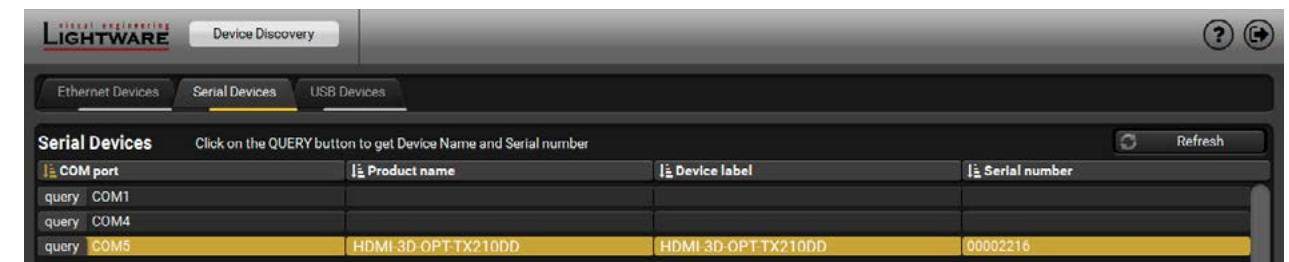 visual engineering
LIGHTWARE
Device Discovery
?
Ethernet Devices Serial Devices USB Devices
Serial Devices Click on the QUERY button to get Device Name and Serial number Refresh
COM port Product name Device label Serial number
query COM1
query COM4
query COM5 HDMI-3D-OPT-TX210DD HDMI-3D-OPT-TX210DD 00002216